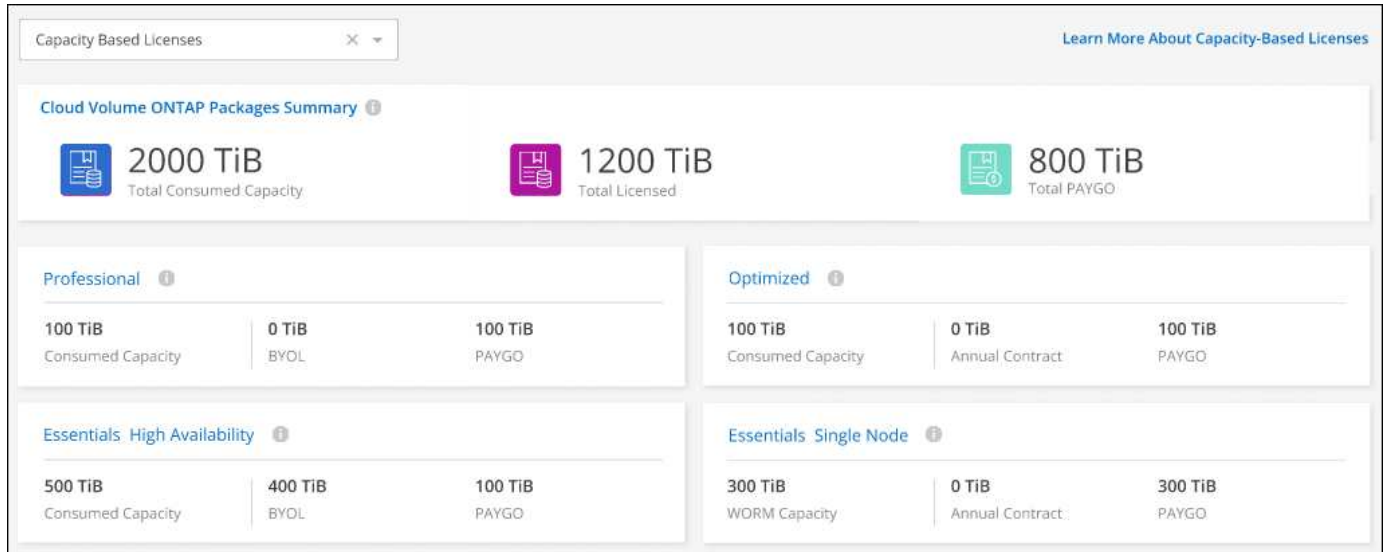 Capacity Based Licenses
Learn More About Capacity-Based Licenses
Cloud Volume ONTAP Packages Summary
2000 TiB
Total Consumed Capacity
1200 TiB
Total Licensed
800 TiB
Total PAYGO
Professional
100 TiB
Consumed Capacity
0 TiB
BYOL
100 TiB
PAYGO
Optimized
100 TiB
Consumed Capacity
0 TiB
Annual Contract
100 TiB
PAYGO
Essentials High Availability
500 TiB
Consumed Capacity
400 TiB
BYOL
100 TiB
PAYGO
Essentials Single Node
300 TiB
WORM Capacity
0 TiB
Annual Contract
300 TiB
PAYGO